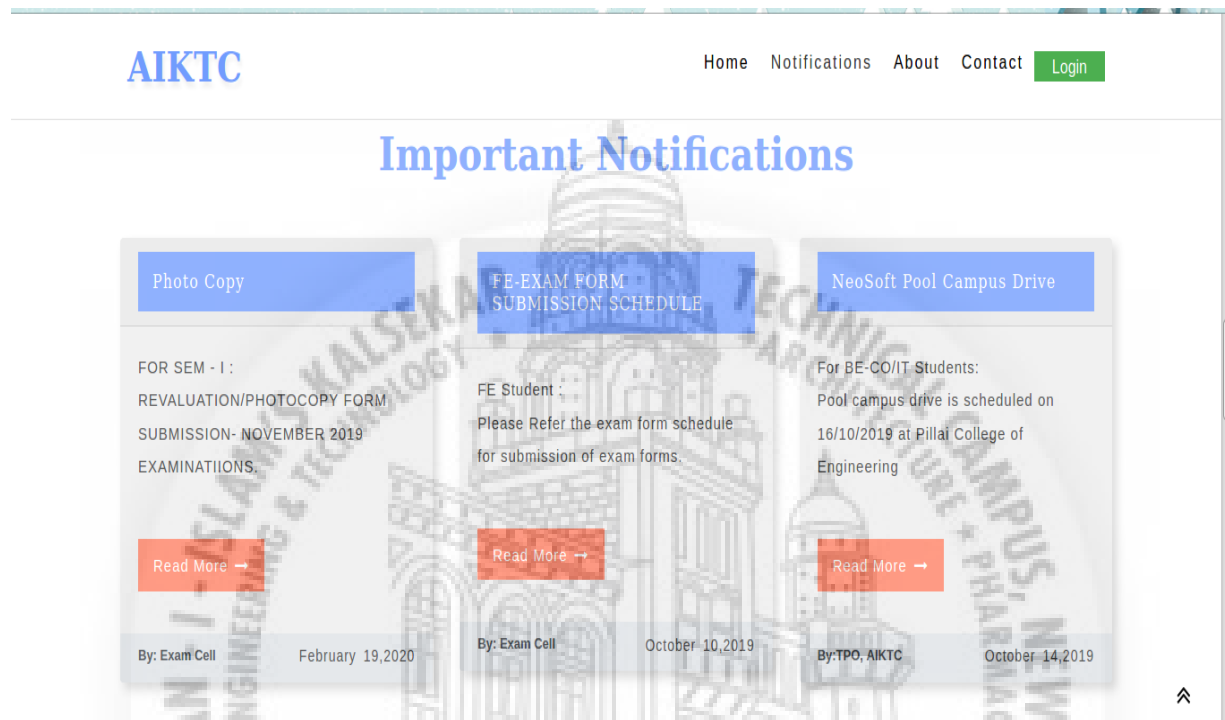 AIKTC
Home Notifications About Contact Login
Important Notifications
Photo Copy
FOR SEM - I :
REVALUATION/PHOTOCOPY FORM
SUBMISSION- NOVEMBER 2019
EXAMINATIIONS.
Read More →
By: Exam Cell February 19,2020
FE-EXAM FORM
SUBMISSION SCHEDULE
FE Student :
Please Refer the exam form schedule
for submission of exam forms.
Read More →
By: Exam Cell October 10,2019
NeoSoft Pool Campus Drive
For BE-CO/IT Students:
Pool campus drive is scheduled on
16/10/2019 at Pillai College of
Engineering
Read More →
By:TPO, AIKTC October 14,2019
KALSEKAR TECHNICAL CAMPUS,